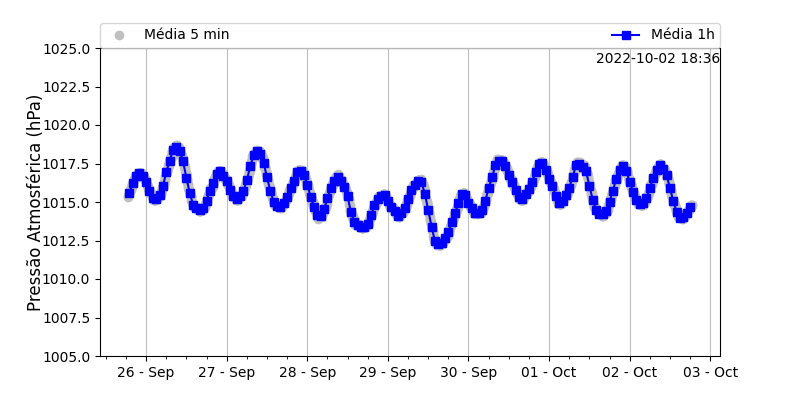 Média 5 min
Média 1h
2022-10-02 18:36
Pressão Atmosférica (hPa)
1025.0
1022.5
1020.0
1017.5
1015.0
1012.5
1010.0
1007.5
1005.0
26 - Sep
27 - Sep
28 - Sep
29 - Sep
30 - Sep
01 - Oct
02 - Oct
03 - Oct